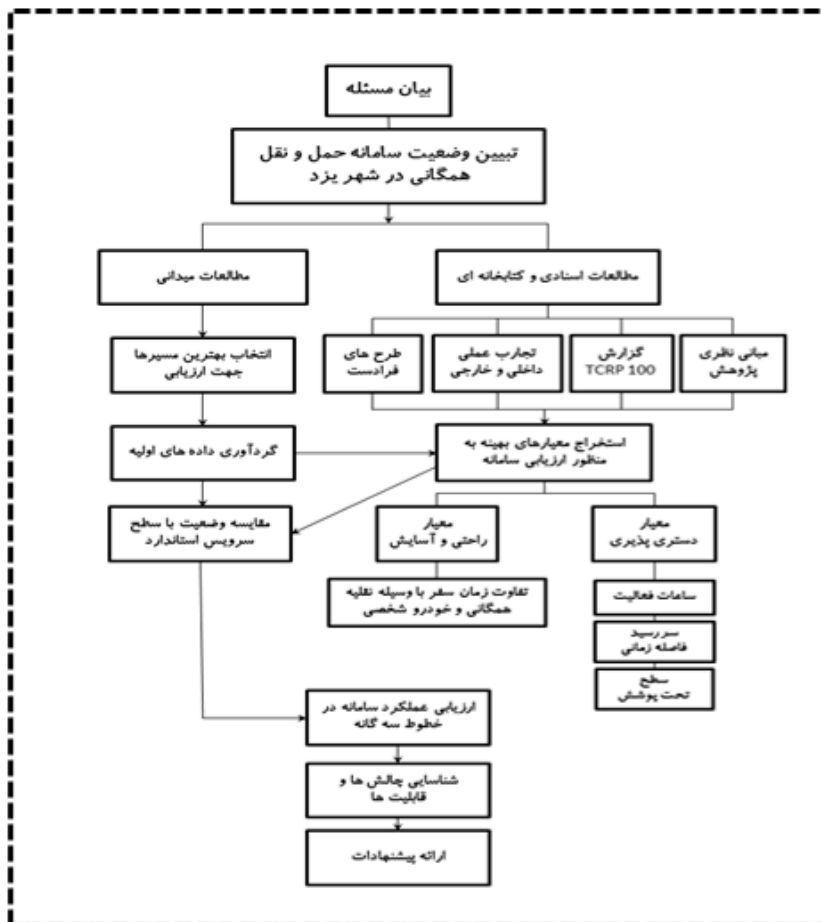 بیان مسئله
تبیین وضعیت سامانه حمل و نقل
همگانی در شهر یزد
مطالعات اسنادی و کتابخانه ای
مطالعات میدانی
مبانی نظری
پژوهش
گزارش
TCRP 100
تجارب عملی
داخلی و خارجی
طرح های
فرادست
انتخاب بهترین مسیرها
جهت ارزیابی
استخراج معیارهای بهینه به
منظور ارزیابی سامانه
گردآوری داده های اولیه
معیار
دستری پذیری
معیار
راحتی و آسایش
مقایسه وضعیت با سطح
سرویس استاندارد
ساعات فعالیت
سررسید
فاصله زمانی
سطح
تحت پوشش
تفاوت زمان سفر با وسیله نقلیه
همگانی و خودرو شخصی
ارزیابی عملکرد سامانه در
خطوط سه گانه
شناسایی چالش ها و
قابلیت ها
ارائه پیشنهادات